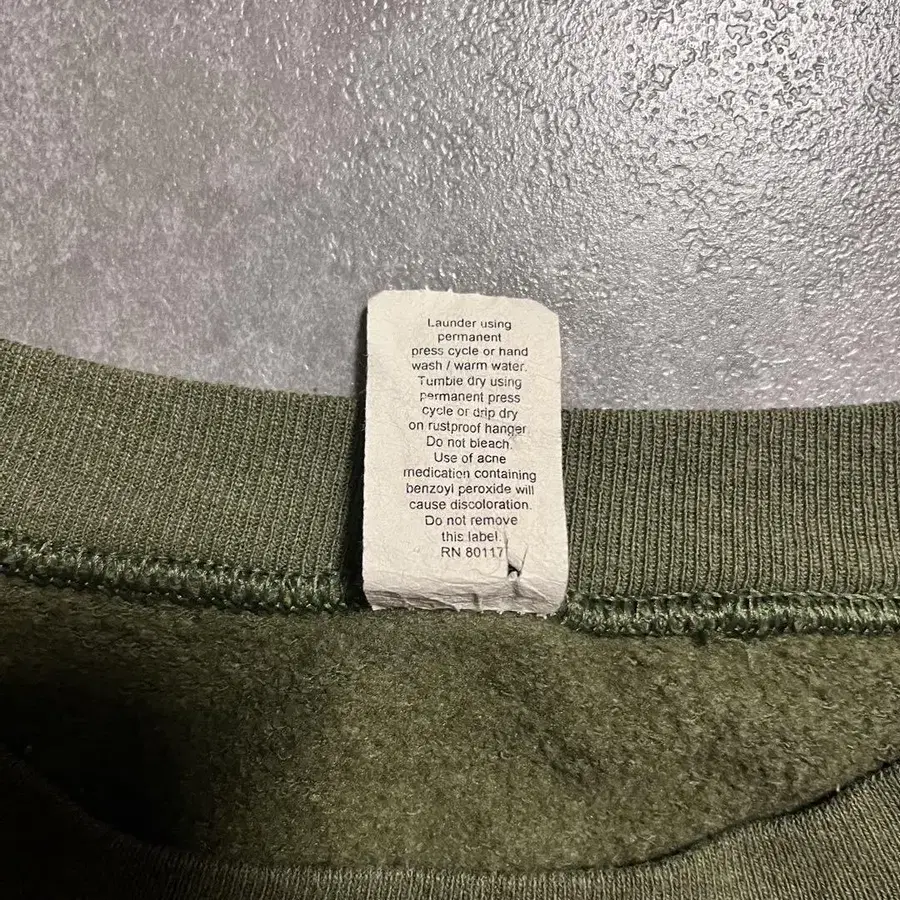 Launder using
permanent
press cycle or hand
wash / warm water.
Tumble dry using
permanent press
cycle or drip dry
on rustproof hanger.
Do not bleach.
Use of acne
medication containing
benzoyl peroxide will
cause discoloration.
Do not remove
this label.
RN 80117